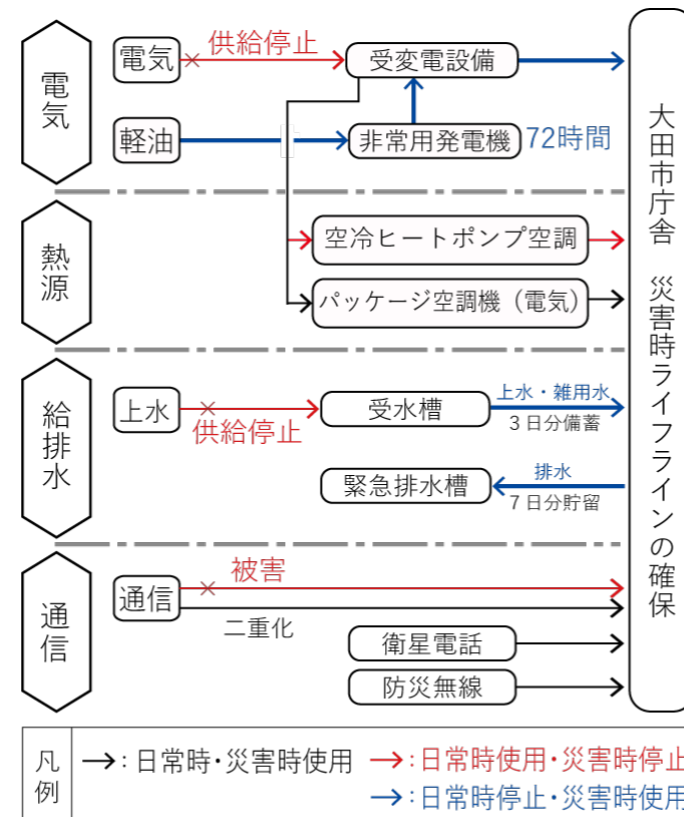 電気
電気
供給停止
受変電設備
軽油
非常用発電機
72時間
熱源
空冷ヒートポンプ空調
パッケージ空調機（電気）
給排水
上水
供給停止
受水槽
上水・雑用水
３日分備蓄
緊急排水槽
排水
７日分貯留
通信
通信
被害
二重化
衛星電話
防災無線
大田市庁舎　災害時ライフラインの確保
凡例
→：日常時・災害時使用
→：日常時使用・災害時停止
→：日常時停止・災害時使用